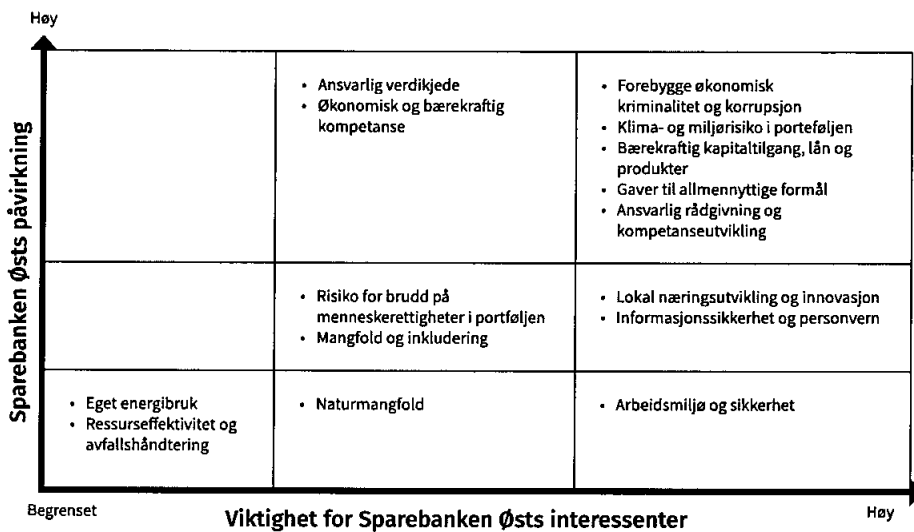 Høy
Sparebanken Østs påvirkning
• Ansvarlig verdikjede
• Økonomisk og bærekraftig
kompetanse
• Forebygge økonomisk
kriminalitet og korrupsjon
• Klima- og miljørisiko i porteføljen
• Bærekraftig kapitaltilgang, lån og
produkter
• Gaver til allmennyttige formål
• Ansvarlig rådgivning og
kompetanseutvikling
• Risiko for brudd på
menneskerettigheter i portføljen
• Mangfold og inkludering
• Lokal næringsutvikling og innovasjon
• Informasjonssikkerhet og personvern
• Eget energibruk
• Ressurseffektivitet og
avfallshåndtering
• Naturmangfold
• Arbeidsmiljø og sikkerhet
Begrenset
Viktighet for Sparebanken Østs interessenter
Høy